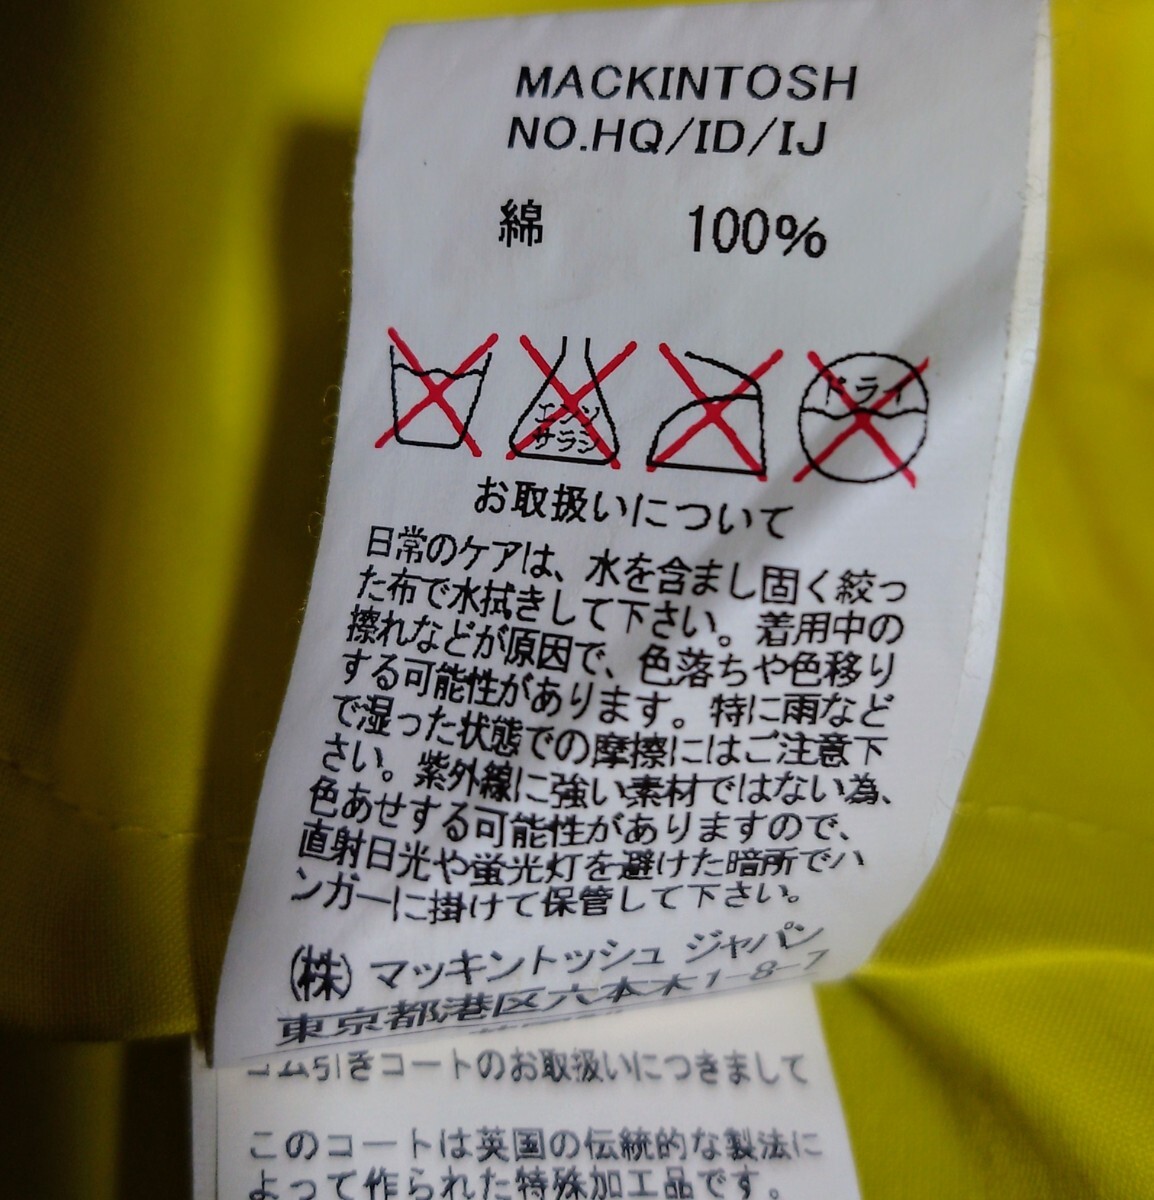 MACKINTOSH
NO.HQ/ID/IJ
綿 100%
エンソ
サラシ
ドライ
お取扱いについて
日常のケアは、水を含まし固く絞っ
た布で水拭きして下さい。着用中の
擦れなどが原因で、色落ちや色移り
する可能性があります。特に雨など
で湿った状態での摩擦にはご注意下
さい。紫外線に強い素材ではない為、
色あせする可能性がありますので、
直射日光や蛍光灯を避けた暗所でハ
ンガーに掛けて保管して下さい。
(株)マッキントッシュ ジャパン
東京都港区六本木1-8-7
ゴム引きコートのお取扱いにつきまして
このコートは英国の伝統的な製法に
よって作られた特殊加工品です。